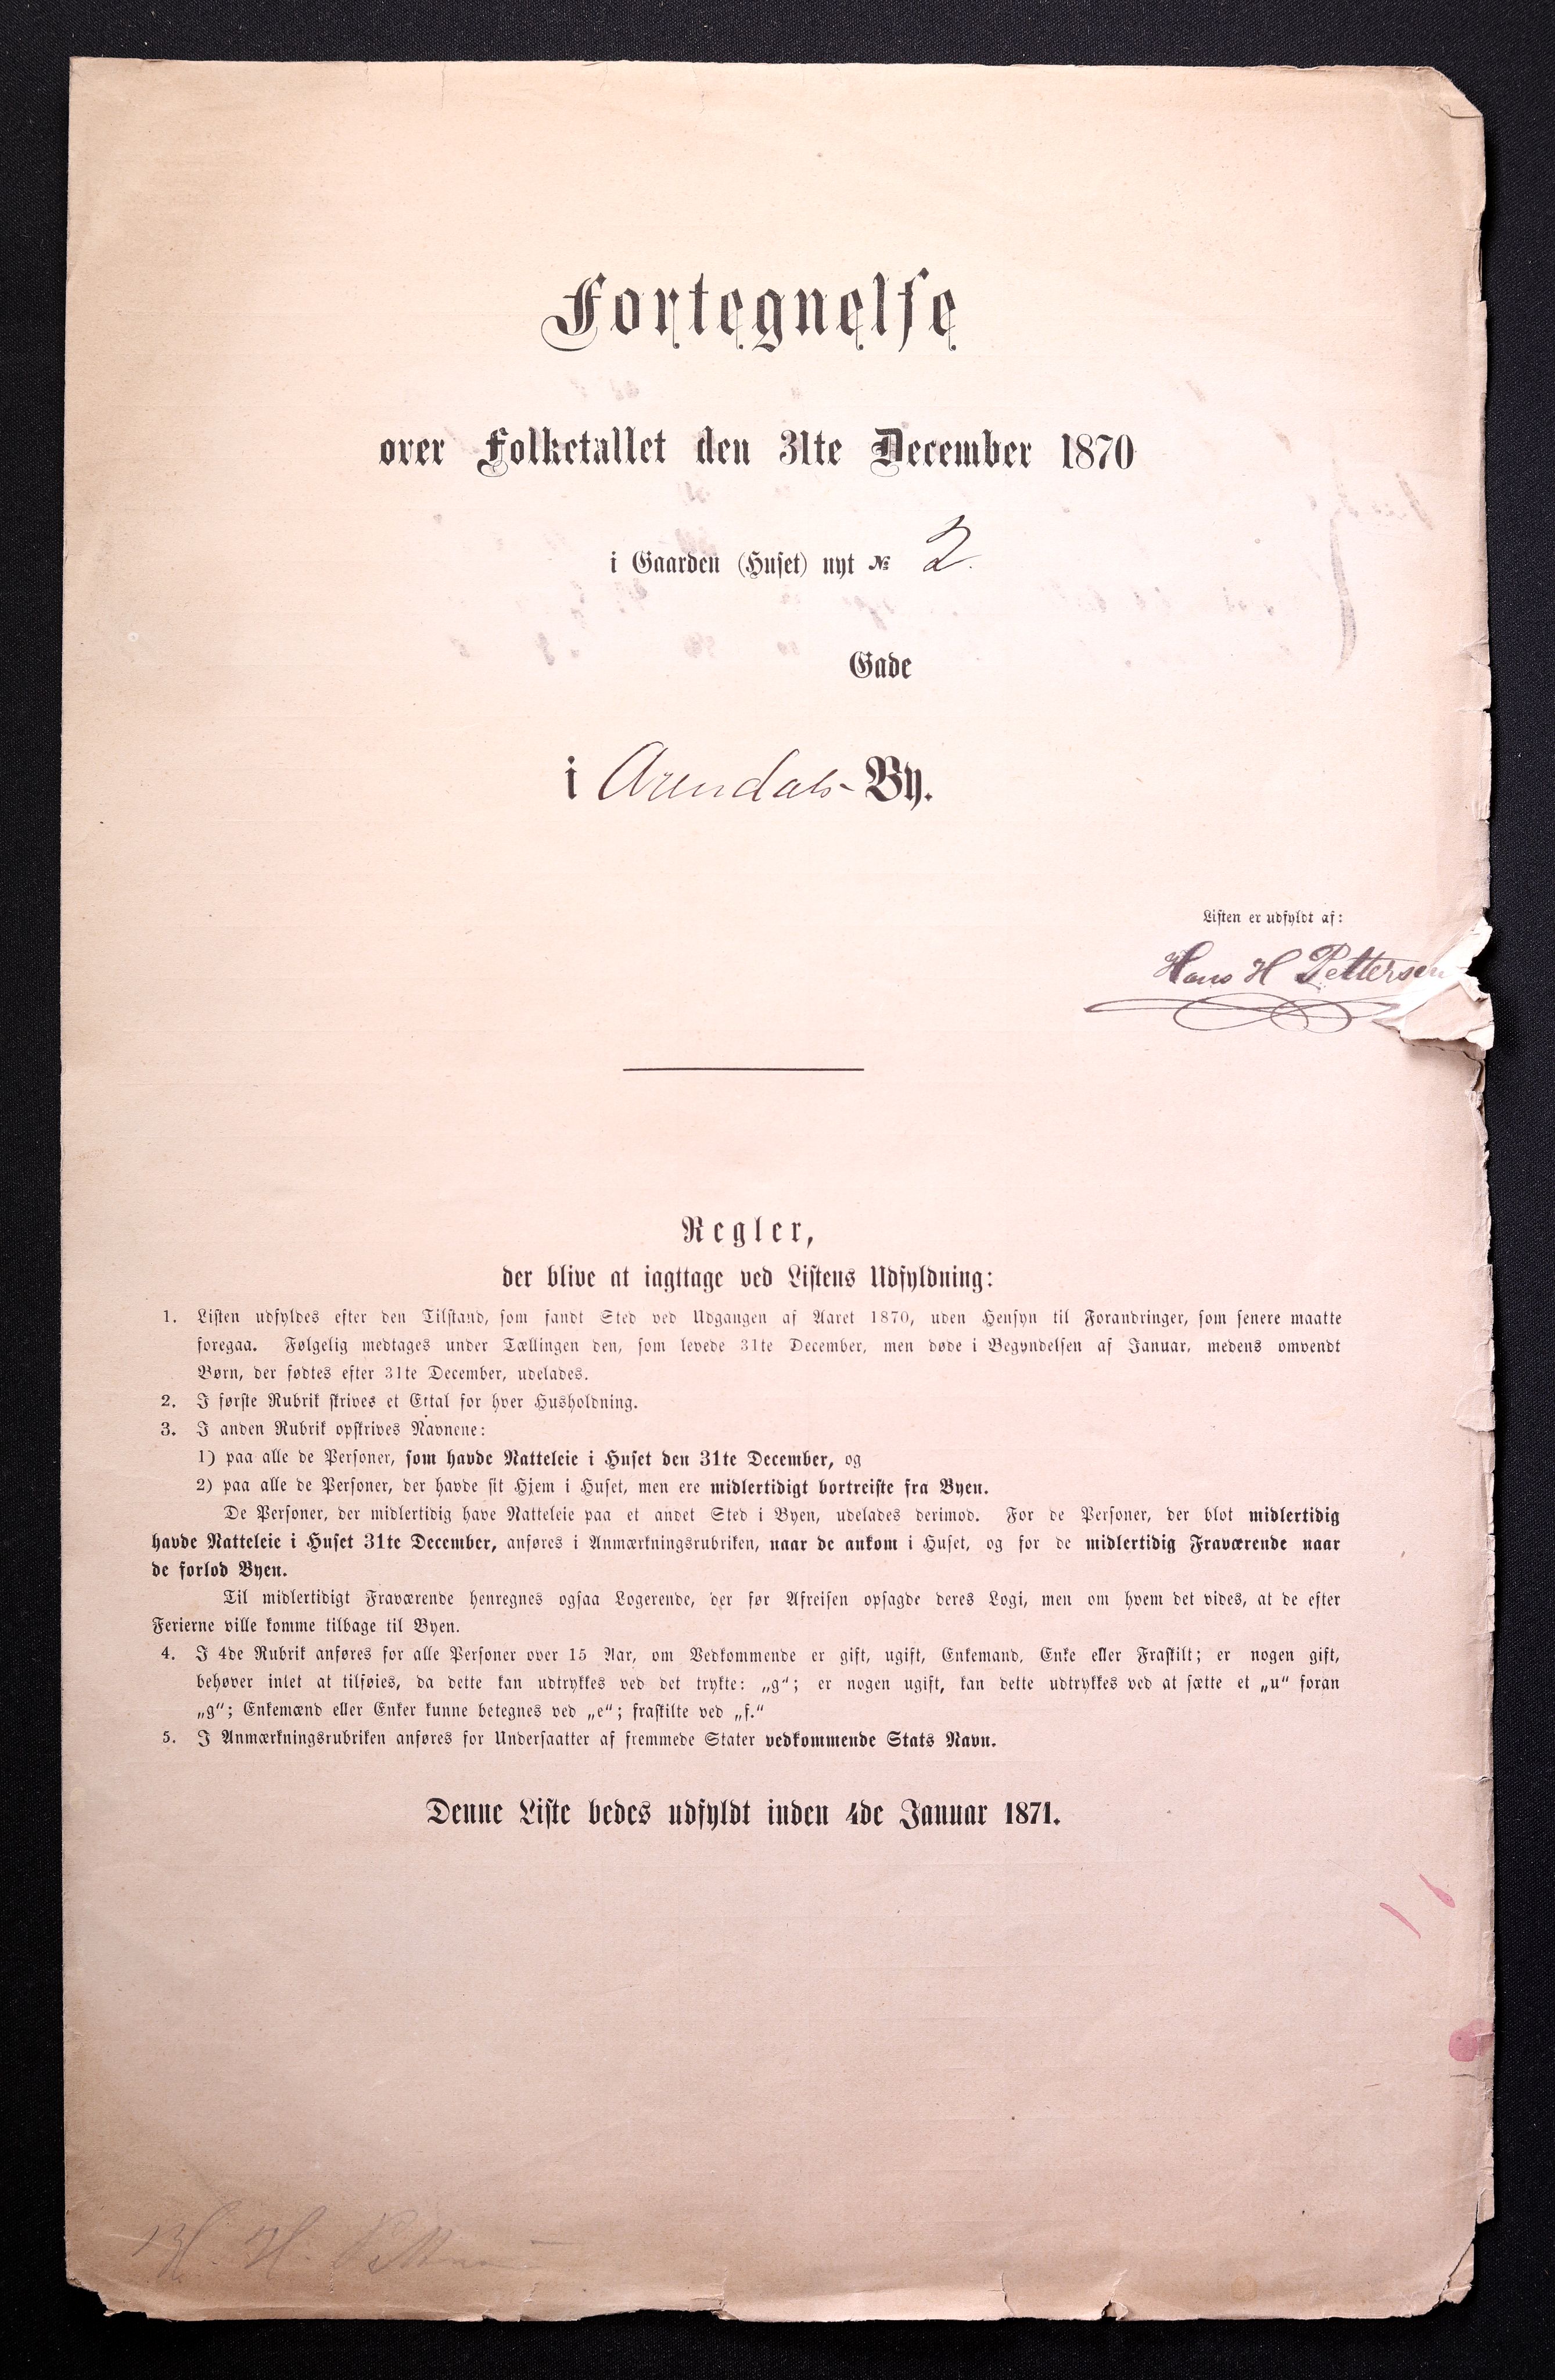 Fortegnelse
over Folketallet den 31te December 1870
i Gaarden (Huset) nyt № 2.
Gade
i Arendals By.
Listen er udfyldt af:
Hans H Pettersen
Regler,
der blive at iagttage ved Listens Udfyldning:
1. Listen udfyldes efter den Tilstand, som fandt Sted ved Udgangen af Aaret 1870, uden Hensyn til Forandringer, som senere maatte
foregaa. Følgelig medtages under Tællingen den, som levede 31te December, men døde i Begyndelsen af Januar, medens omvendt
Børn, der fødtes efter 31te December, udelades.
2. I første Rubrik skrives et Ettal for hver Husholdning.
3. I anden Rubrik opskrives Navnene:
1) paa alle de Personer, som havde Natteleie i Huset den 31te December, og
2) paa alle de Personer, der havde sit Hjem i Huset, men ere midlertidigt bortreiste fra Byen.
De Personer, der midlertidig have Natteleie paa et andet Sted i Byen, udelades derimod. For de Personer, der blot midlertidig
havde Natteleie i Huset 31te December, anføres i Anmærkningsrubriken, naar de ankom i Huset, og for de midlertidig Fraværende naar
de forlod Byen.
Til midlertidigt Fraværende henregnes ogsaa Logerende, der før Afreisen opsagde deres Logi, men om hvem det vides, at de efter
Ferierne ville komme tilbage til Byen.
4. I 4de Rubrik anføres for alle Personer over 15 Aar, om Vedkommende er gift, ugift, Enkemand, Enke eller Fraskilt; er nogen gift,
behøver intet at tilføies, da dette kan udtrykkes ved det trykte: „g“; er nogen ugift, kan dette udtrykkes ved at sætte et „u“ foran
„g“; Enkemænd eller Enker kunne betegnes ved „e“; fraskilte ved „f.“
5. I Anmærkningsrubriken anføres for Undersaatter af fremmede Stater vedkommende Stats Navn.
Denne Liste bedes udfyldt inden 4de Januar 1871.
H. H. Pettersen